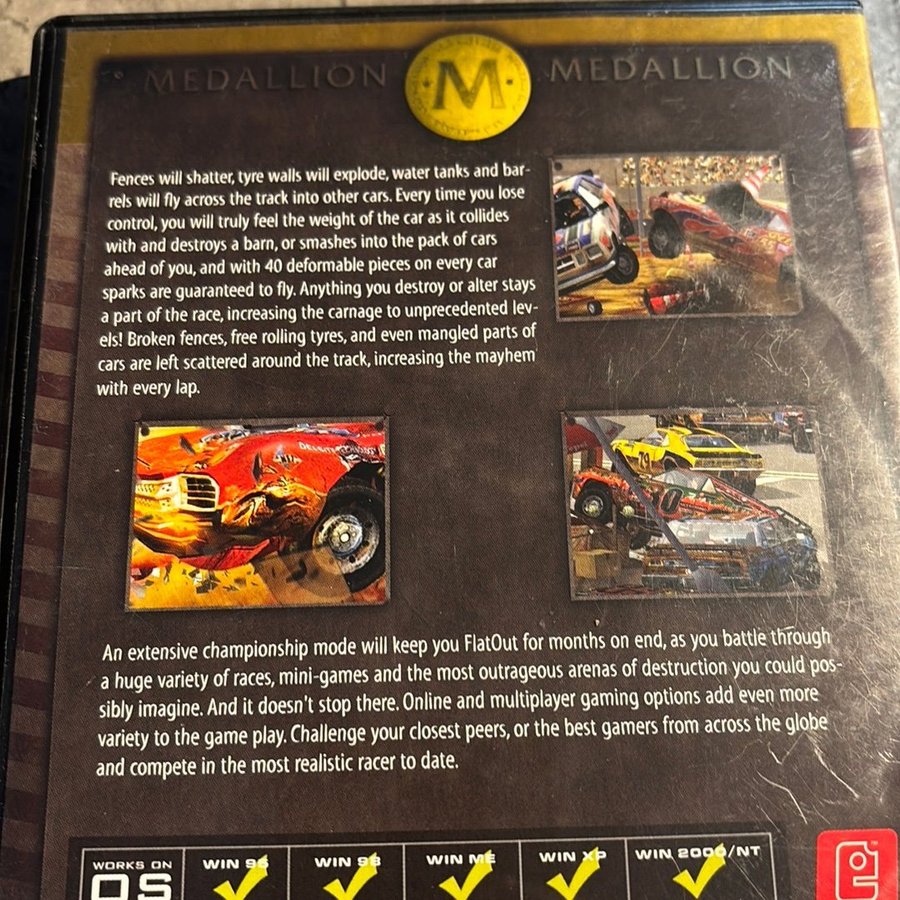 MEDALLION M MEDALLION
Fences will shatter, tyre walls will explode, water tanks and bar-
rels will fly across the track into other cars. Every time you lose
control, you will truly feel the weight of the car as it collides
with and destroys a barn, or smashes into the pack of cars
ahead of you, and with 40 deformable pieces on every car
sparks are guaranteed to fly. Anything you destroy or alter stays
a part of the race, increasing the carnage to unprecedented lev-
els! Broken fences, free rolling tyres, and even mangled parts of
cars are left scattered around the track, increasing the mayhem
with every lap.
79
An extensive championship mode will keep you FlatOut for months on end, as you battle through
a huge variety of races, mini-games and the most outrageous arenas of destruction you could pos-
sibly imagine. And it doesn't stop there. Online and multiplayer gaming options add even more
variety to the game play. Challenge your closest peers, or the best gamers from across the globe
and compete in the most realistic racer to date.
WORKS ON WIN 98 WIN ME WIN XP WIN 2000/NT
OS